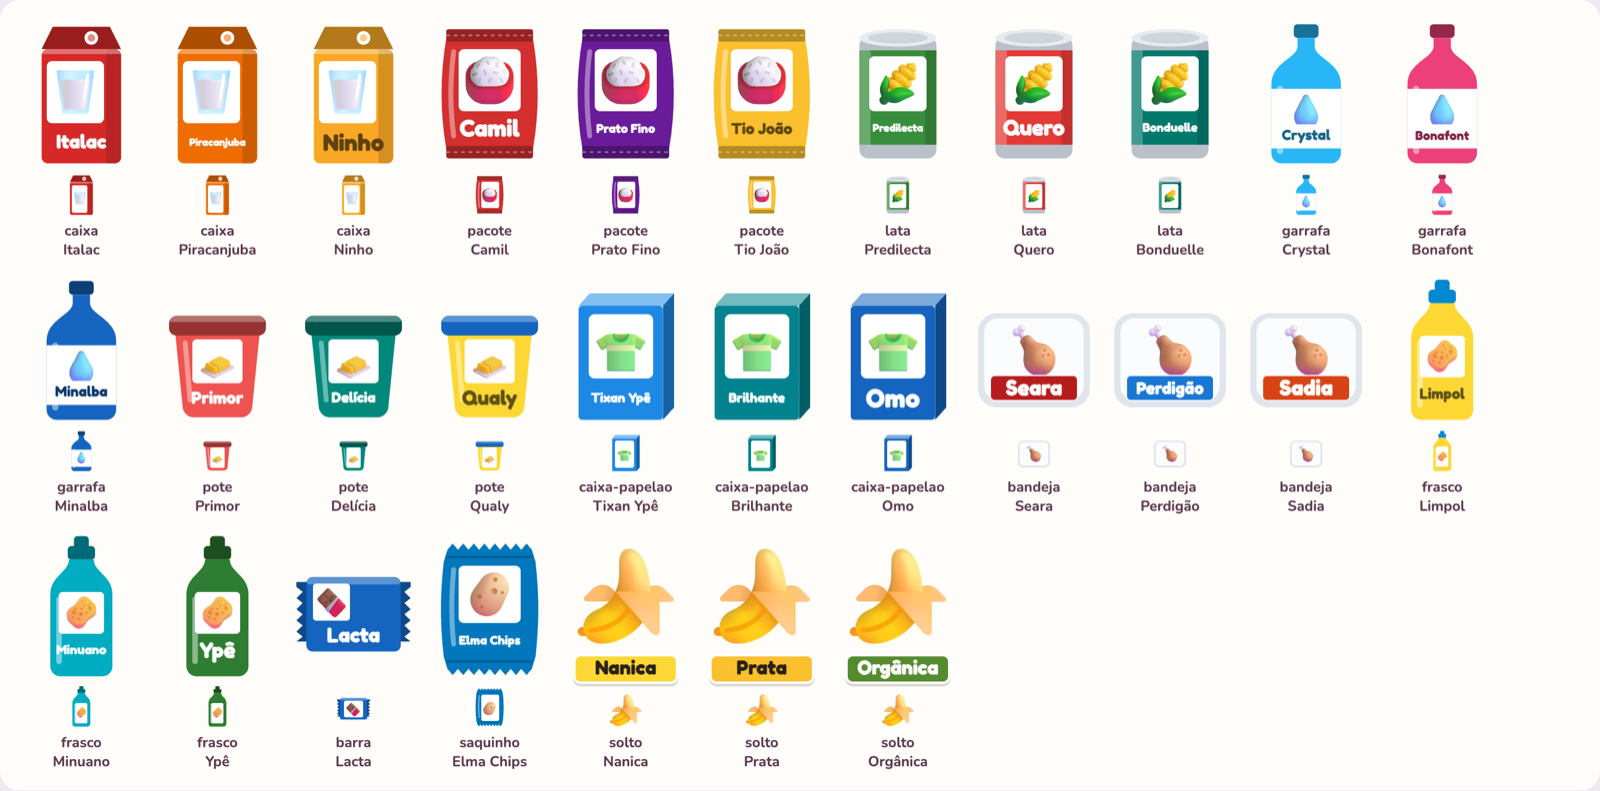 Italac
Piracanjuba
Ninho
Camil
Prato Fino
Tio João
Predilecta
Quero
Bonduelle
Crystal
Bonafont
caixa
Italac
caixa
Piracanjuba
caixa
Ninho
pacote
Camil
pacote
Prato Fino
pacote
Tio João
lata
Predilecta
lata
Quero
lata
Bonduelle
garrafa
Crystal
garrafa
Bonafont
Minalba
Primor
Delícia
Qualy
Tixan Ypê
Brilhante
Omo
Seara
Perdigão
Sadia
Limpol
garrafa
Minalba
pote
Primor
pote
Delícia
pote
Qualy
caixa-papelao
Tixan Ypê
caixa-papelao
Brilhante
caixa-papelao
Omo
bandeja
Seara
bandeja
Perdigão
bandeja
Sadia
frasco
Limpol
Minuano
Ypê
Lacta
Elma Chips
Nanica
Prata
Orgânica
frasco
Minuano
frasco
Ypê
barra
Lacta
saquinho
Elma Chips
solto
Nanica
solto
Prata
solto
Orgânica